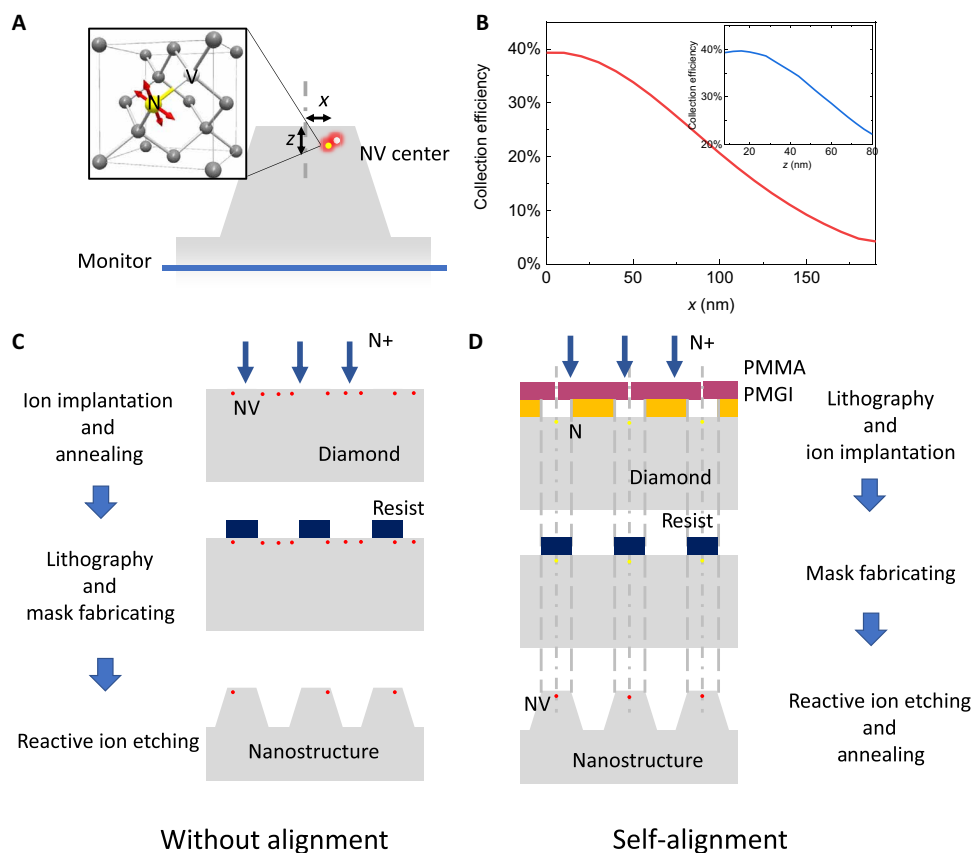 A
V
N
x
z
NV center
Monitor
B
Collection efficiency
40%
30%
20%
10%
0%
0
50
100
150
x (nm)
Collection efficiency
40%
30%
20%
20
40
60
80
z (nm)
C
N+
Ion implantation
and
annealing
NV
Diamond
Resist
Lithography
and
mask fabricating
Reactive ion etching
Nanostructure
Without alignment
D
N+
PMMA
PMGI
N
Diamond
Lithography
and
ion implantation
Resist
Mask fabricating
NV
Nanostructure
Reactive ion etching
and
annealing
Self-alignment